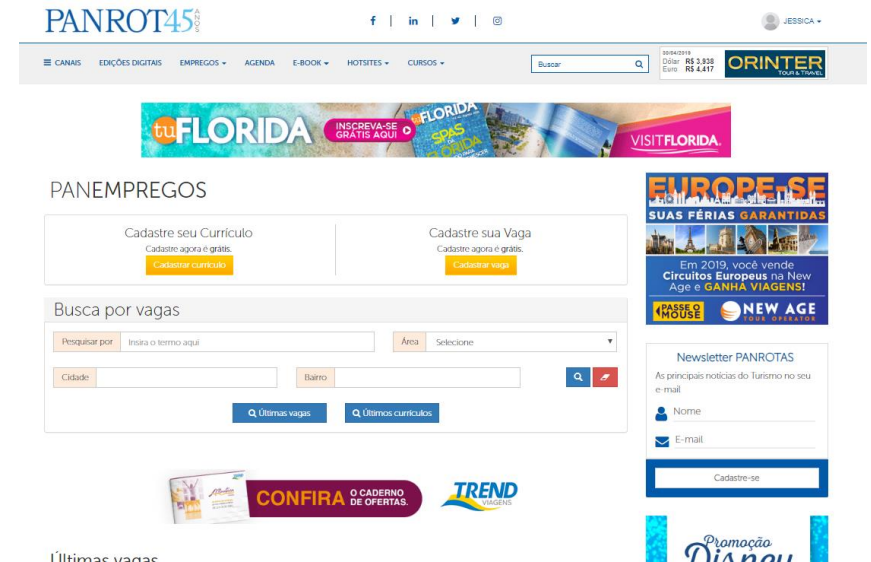 PANROT45 ANOS
f | in
JESSICA
CANAIS EDIÇÕES DIGITAIS EMPREGOS AGENDA E-BOOK HOTSITES CURSOS
Buscar
30/04/2019
Dólar R$ 3,938
Euro R$ 4,417
ORINTER
TOUR & TRAVEL
tuFLORIDA
INSCREVA-SE
GRÁTIS AQUI
FLORIDA
SPAS
FLORIDA
VISITFLORIDA.
PANEMPREGOS
Cadastre seu Currículo
Cadastre agora é grátis.
Cadastrar currículo
Cadastre sua Vaga
Cadastre agora é grátis.
Cadastrar vaga
EUROPE-SE
SUAS FÉRIAS GARANTIDAS
Em 2019, você vende
Circuitos Europeus na New
Age e GANHA VIAGENS!
PASSE O
MOUSE
NEW AGE
TOUR OPERATOR
Busca por vagas
Pesquisar por Insira o termo aqui
Área Selecione
Cidade
Bairro
Últimas vagas
Últimos currículos
Newsletter PANROTAS
As principais notícias do Turismo no seu
e-mail
Nome
E-mail
Cadastre-se
CONFIRA O CADERNO
DE OFERTAS.
TREND
VIAGENS
Promoção
Disney
Últimas vagas